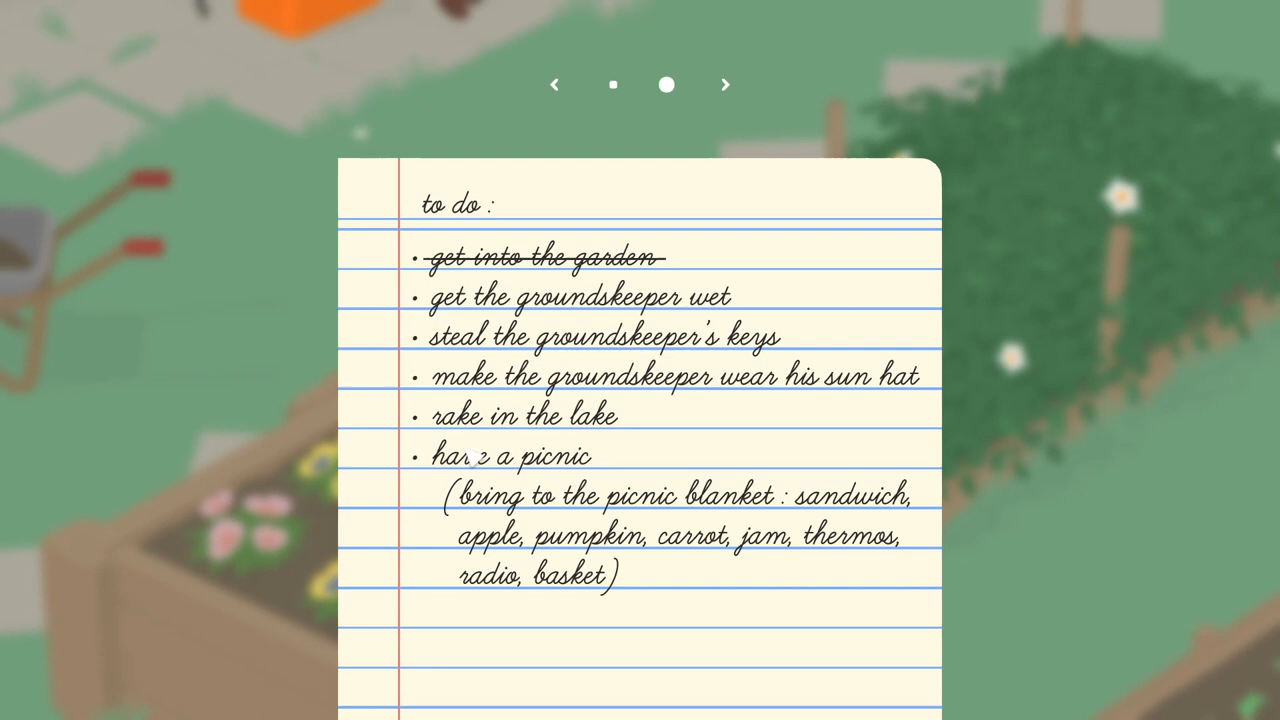 to do :
• get into the garden
• get the groundskeeper wet
• steal the groundskeeper's keys
• make the groundskeeper wear his sun hat
• rake in the lake
• have a picnic
(bring to the picnic blanket : sandwich,
apple, pumpkin, carrot, jam, thermos,
radio, basket)